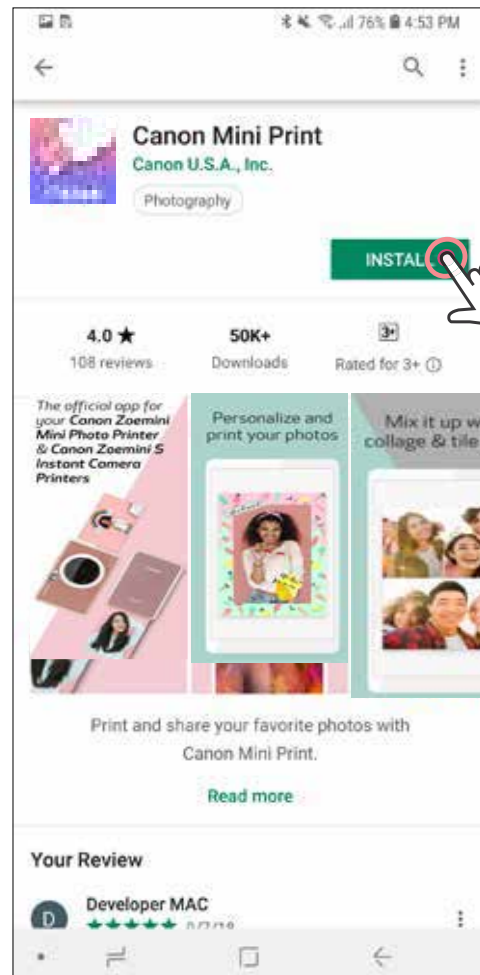 76% 4:53 PM
Canon Mini Print
Canon U.S.A., Inc.
Photography
INSTAL
4.0 ★
50K+
3+
108 reviews
Downloads
Rated for 3+
The official app for
your Canon Zoemini
Mini Photo Printer
& Canon Zoemini S
Instant Camera
Printers
Personalize and
print your photos
Mix it up w
collage & tile
Print and share your favorite photos with
Canon Mini Print.
Read more
Your Review
D
Developer MAC